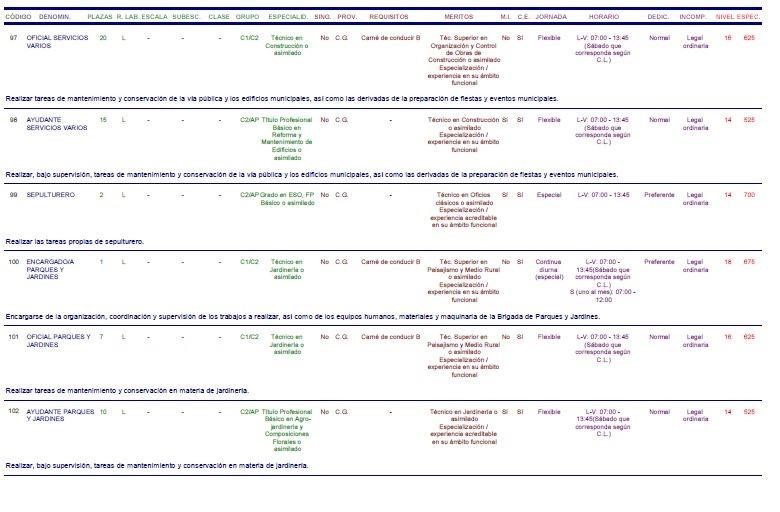 CÓDIGO DENOMIN. PLAZAS R. LAB. ESCALA SUBESC. CLASE GRUPO ESPECIALID. SING. PROV. REQUISITOS MERITOS M.I. C.E. JORNADA HORARIO DEDIC. INCOMP. NIVEL ESPEC.
97 OFICIAL SERVICIOS 20 L - - - C1/C2 Técnico en No C.G. Carné de conducir B Téc. Superior en No SI Flexible L-V: 07:00 - 13:45 Normal Legal 16 625
VARIOS Construcción o Organización y Control (Sábado que ordinaria
asimilado de Obras de corresponda según
Construcción o asimilado C.L.)
Especialización /
experiencia en su ámbito
funcional
Realizar tareas de mantenimiento y conservación de la vía pública y los edificios municipales, así como las derivadas de la preparación de fiestas y eventos municipales.
98 AYUDANTE 15 L - - - C2/AP Título Profesional No C.G. - Técnico en Construcción SI SI Flexible L-V: 07:00 - 13:45 Normal Legal 14 525
SERVICIOS VARIOS Básico en o asimilado (Sábado que ordinaria
Reforma y Especialización / corresponda según
Mantenimiento de experiencia en su ámbito C.L.)
Edificios o funcional
asimilado
Realizar, bajo supervisión, tareas de mantenimiento y conservación de la vía pública y los edificios municipales, así como las derivadas de la preparación de fiestas y eventos municipales.
99 SEPULTURERO 2 L - - - C2/AP Grado en ESO, FP No C.G. - Técnico en Oficios SI SI Especial L-V: 07:00 - 13:45 Preferente Legal 14 700
Básico o asimilado clásicos o asimilado ordinaria
Especialización /
experiencia acreditable
en su ámbito funcional
Realizar las tareas propias de sepulturero.
100 ENCARGADO/A 1 L - - - C1/C2 Técnico en No C.G. Carné de conducir B Téc. Superior en No SI Continua L-V: 07:00 - Preferente Legal 18 675
PARQUES Y Jardinería o Paisajismo y Medio Rural diurna 13:45(Sábado que ordinaria
JARDINES asimilado o asimilado (especial) corresponda según
Especialización / C.L.)
experiencia en su ámbito S (uno al mes): 07:00 -
funcional 12:00
Encargarse de la organización, coordinación y supervisión de los trabajos a realizar, así como de los equipos humanos, materiales y maquinaria de la Brigada de Parques y Jardines.
101 OFICIAL PARQUES Y 7 L - - - C1/C2 Técnico en No C.G. Carné de conducir B Téc. Superior en No SI Flexible L-V: 07:00 - 13:45 Normal Legal 16 625
JARDINES Jardinería o Paisajismo y Medio Rural (Sábado que ordinaria
asimilado o asimilado corresponda según
Especialización / C.L.)
experiencia en su ámbito
funcional
Realizar tareas de mantenimiento y conservación en materia de jardinería.
102 AYUDANTE PARQUES 10 L - - - C2/AP Título Profesional No C.G. - Técnico en Jardinería o SI SI Flexible L-V: 07:00 - Normal Legal 14 525
Y JARDINES Básico en Agro- asimilado 13:45(Sábado que ordinaria
jardinería y Especialización / corresponda según
Composiciones experiencia acreditable C.L.)
Florales o en su ámbito funcional
asimilado
Realizar, bajo supervisión, tareas de mantenimiento y conservación en materia de jardinería.